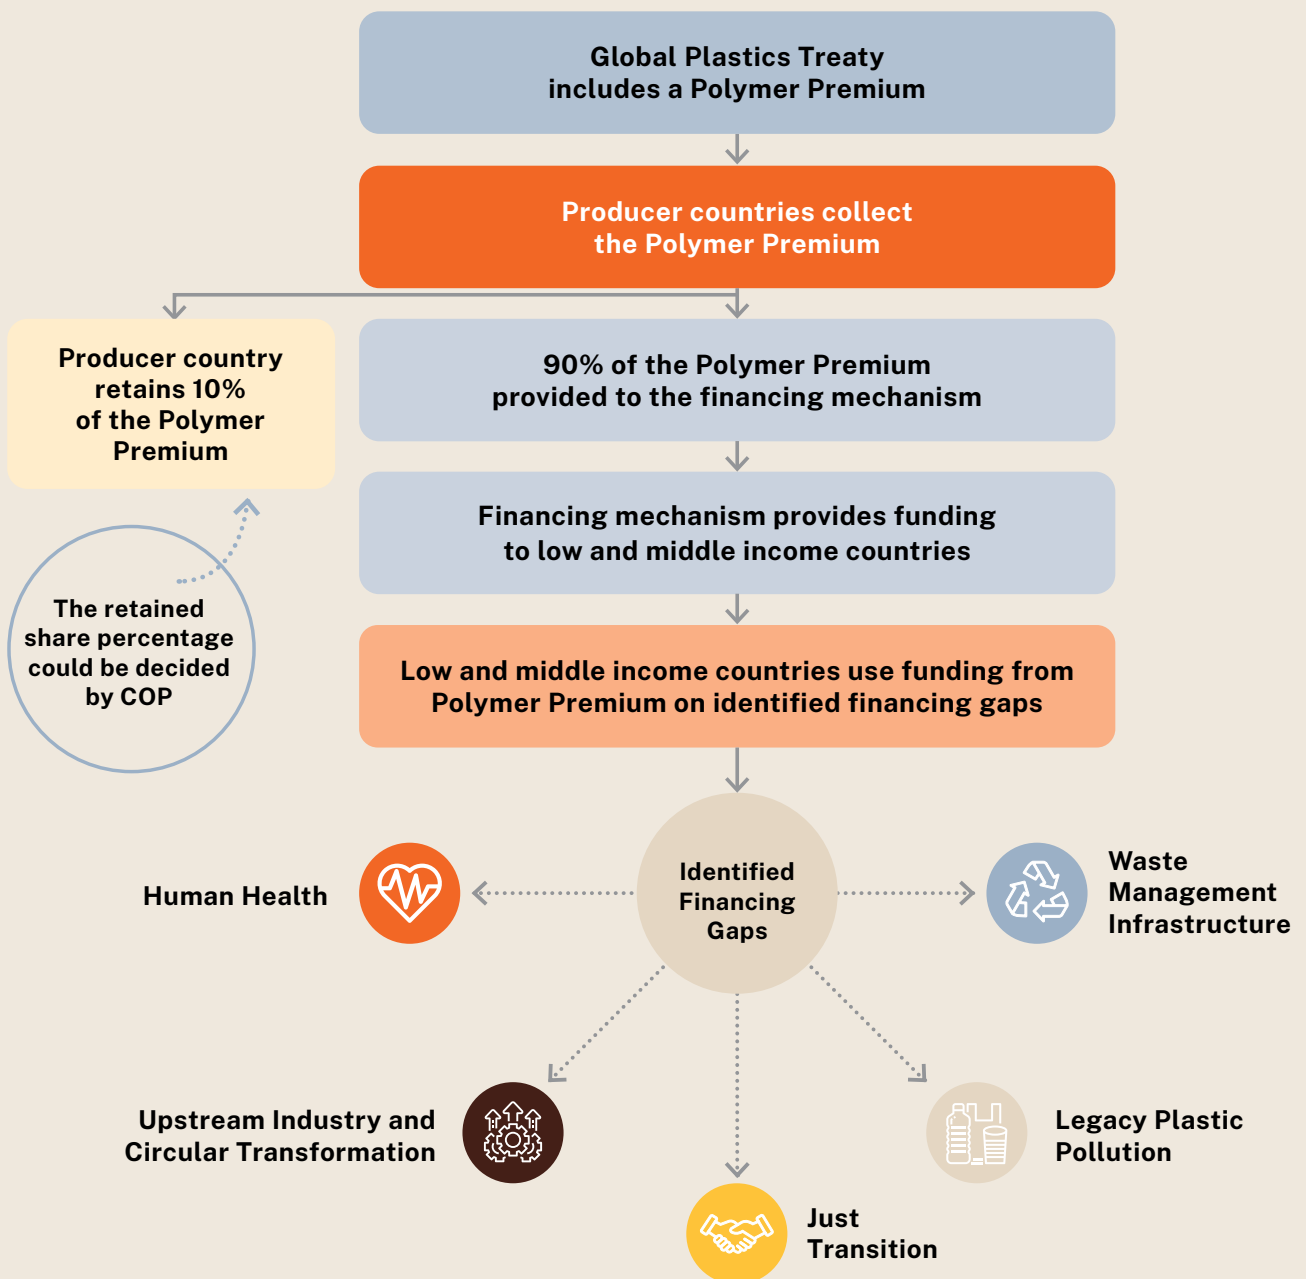 Global Plastics Treaty
includes a Polymer Premium
Producer countries collect
the Polymer Premium
Producer country
retains 10%
of the Polymer
Premium
90% of the Polymer Premium
provided to the financing mechanism
Financing mechanism provides funding
to low and middle income countries
The retained
share percentage
could be decided
by COP
Low and middle income countries use funding from
Polymer Premium on identified financing gaps
Identified
Financing
Gaps
Human Health
Waste
Management
Infrastructure
Upstream Industry and
Circular Transformation
Legacy Plastic
Pollution
Just
Transition